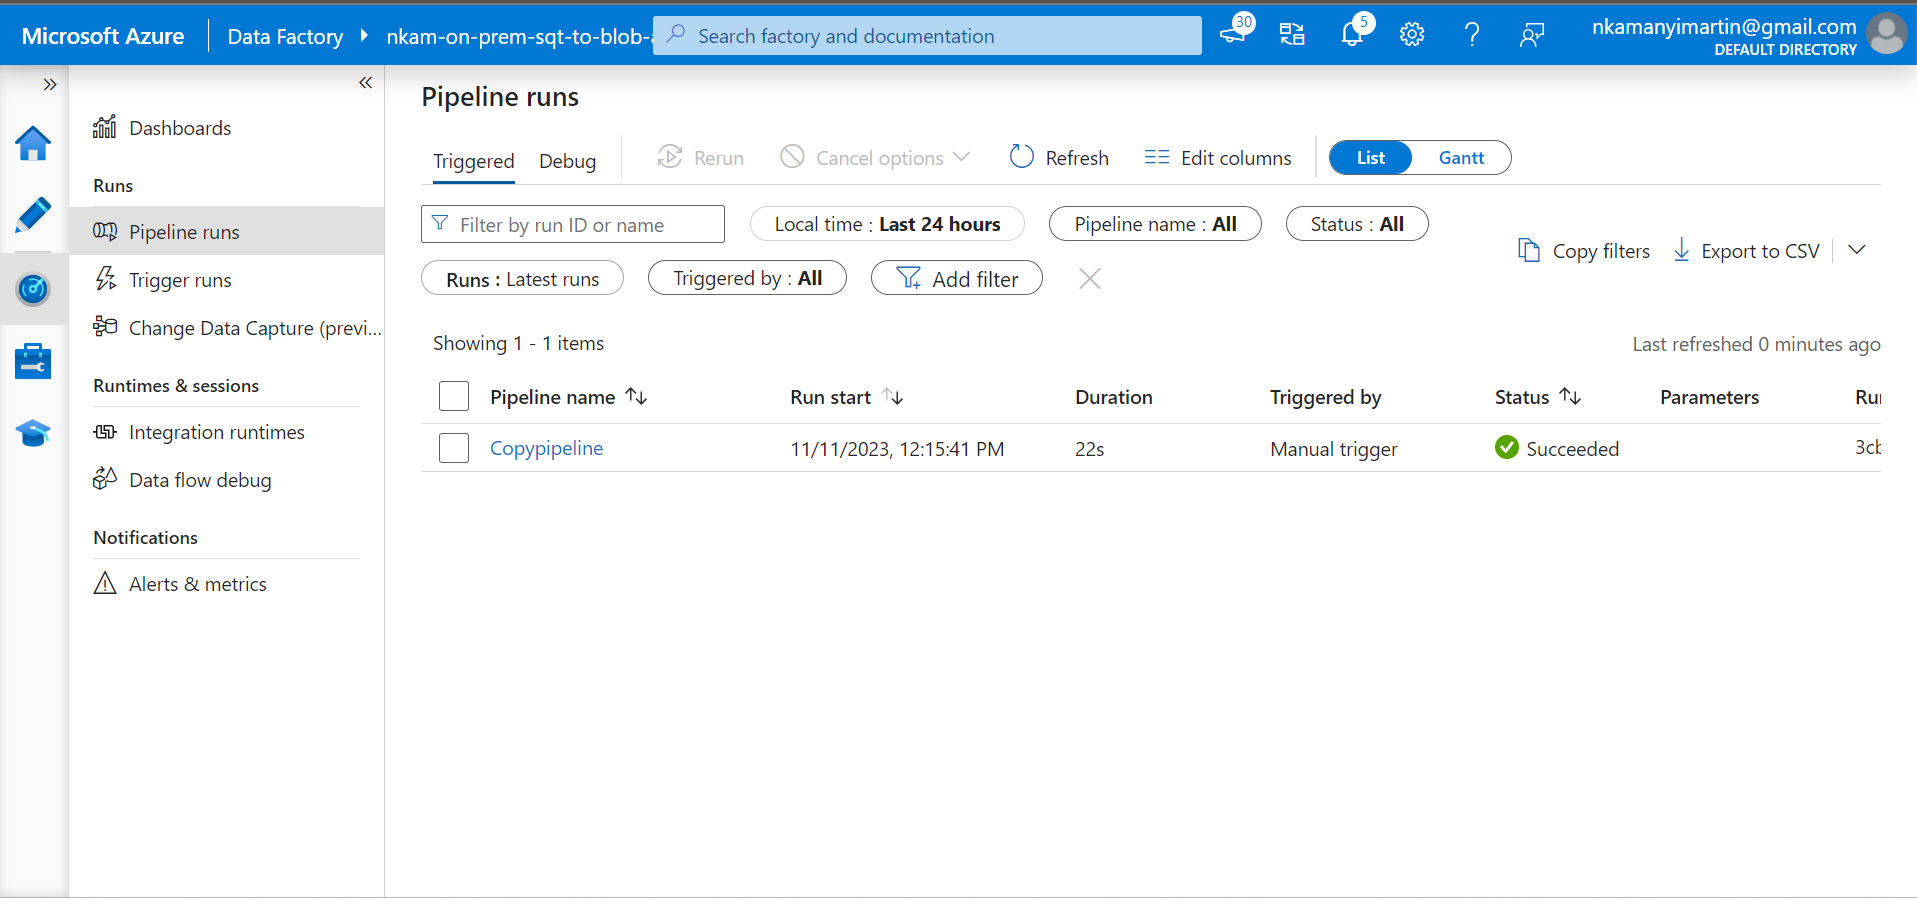 Microsoft Azure
Data Factory
nkam-on-prem-sqt-to-blob-
Search factory and documentation
30
5
nkamanyimartin@gmail.com
DEFAULT DIRECTORY
Dashboards
Runs
Pipeline runs
Trigger runs
Change Data Capture (previ...
Runtimes & sessions
Integration runtimes
Data flow debug
Notifications
Alerts & metrics
Pipeline runs
Triggered Debug Rerun Cancel options Refresh Edit columns List Gantt
Filter by run ID or name Local time : Last 24 hours Pipeline name : All Status : All
Runs : Latest runs Triggered by : All Add filter
Copy filters Export to CSV
Showing 1 - 1 items
Last refreshed 0 minutes ago
Pipeline name Run start Duration Triggered by Status Parameters
Copypipeline 11/11/2023, 12:15:41 PM 22s Manual trigger Succeeded